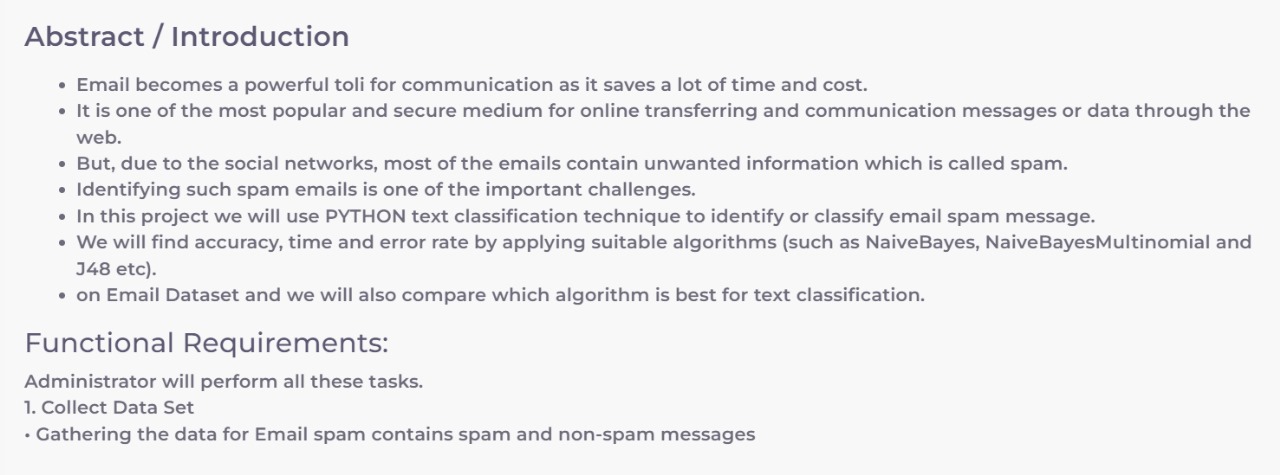 Abstract / Introduction
• Email becomes a powerful toli for communication as it saves a lot of time and cost.
• It is one of the most popular and secure medium for online transferring and communication messages or data through the
web.
• But, due to the social networks, most of the emails contain unwanted information which is called spam.
• Identifying such spam emails is one of the important challenges.
• In this project we will use PYTHON text classification technique to identify or classify email spam message.
• We will find accuracy, time and error rate by applying suitable algorithms (such as NaiveBayes, NaiveBayesMultinomial and
J48 etc).
• on Email Dataset and we will also compare which algorithm is best for text classification.
Functional Requirements:
Administrator will perform all these tasks.
1. Collect Data Set
• Gathering the data for Email spam contains spam and non-spam messages